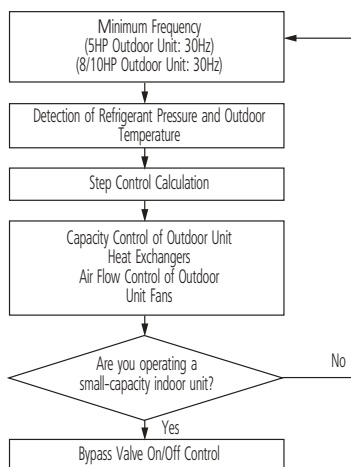 Minimum Frequency
(5HP Outdoor Unit: 30Hz)
(8/10HP Outdoor Unit: 30Hz)
Detection of Refrigerant Pressure and Outdoor
Temperature
Step Control Calculation
Capacity Control of Outdoor Unit
Heat Exchangers
Air Flow Control of Outdoor
Unit Fans
Are you operating a
small-capacity indoor unit?
No
Yes
Bypass Valve On/Off Control